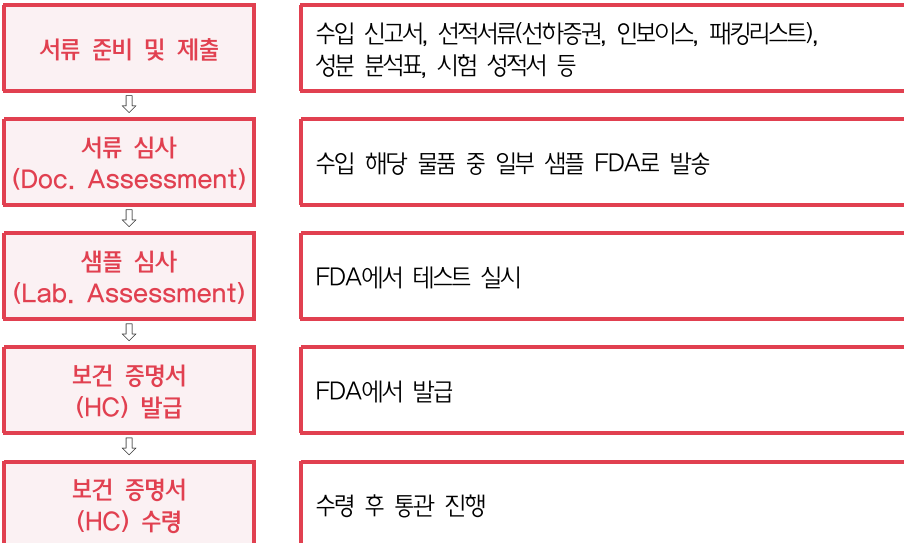 서류 준비 및 제출
수입 신고서, 선적서류(선하증권, 인보이스, 패킹리스트),
성분 분석표, 시험 성적서 등
서류 심사
(Doc. Assessment)
수입 해당 물품 중 일부 샘플 FDA로 발송
샘플 심사
(Lab. Assessment)
FDA에서 테스트 실시
보건 증명서
(HC) 발급
FDA에서 발급
보건 증명서
(HC) 수령
수령 후 통관 진행